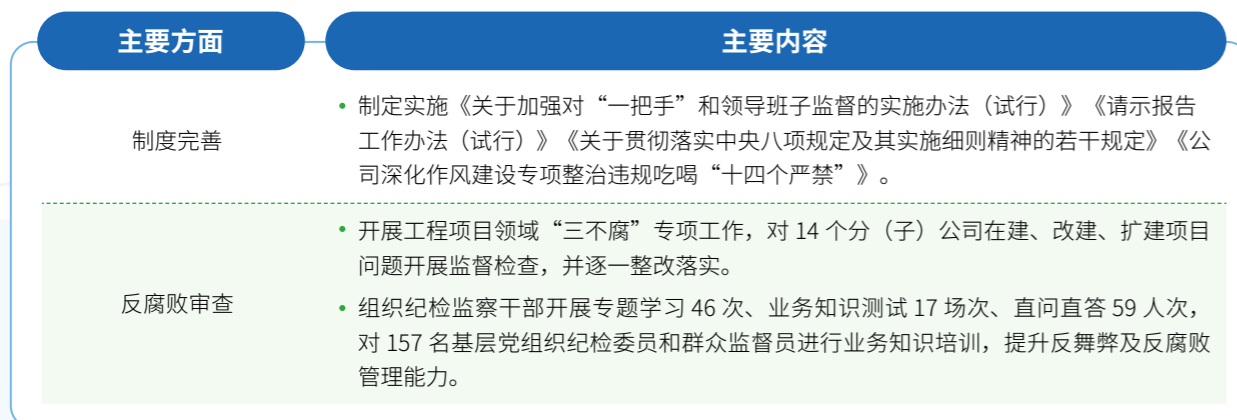 主要方面
主要内容
制度完善
• 制定实施《关于加强对“一把手”和领导班子监督的实施办法（试行）》《请示报告
工作办法（试行）》《关于贯彻落实中央八项规定及其实施细则精神的若干规定》《公
司深化作风建设专项整治违规吃喝“十四个严禁”》。
反腐败审查
• 开展工程项目领域“三不腐”专项工作，对 14 个分（子）公司在建、改建、扩建项目
问题开展监督检查，并逐一整改落实。
• 组织纪检监察干部开展专题学习 46 次、业务知识测试 17 场次、直问直答 59 人次，
对 157 名基层党组织纪检委员和群众监督员进行业务知识培训，提升反舞弊及反腐败
管理能力。